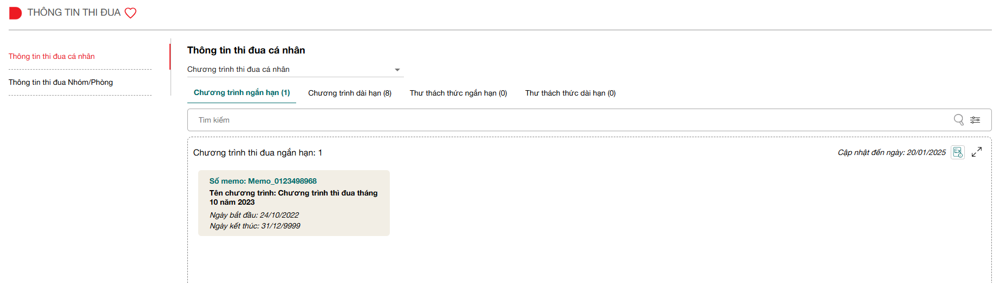 THÔNG TIN THI ĐUA
Thông tin thi đua cá nhân
Thông tin thi đua Nhóm/Phòng
Thông tin thi đua cá nhân
Chương trình thi đua cá nhân
Chương trình ngắn hạn (1) Chương trình dài hạn (8) Thư thách thức ngắn hạn (0) Thư thách thức dài hạn (0)
Tìm kiếm
Chương trình thi đua ngắn hạn: 1
Cập nhật đến ngày: 20/01/2025
Ex
Số memo: Memo_0123498968
Tên chương trình: Chương trình thì đua tháng
10 năm 2023
Ngày bắt đầu: 24/10/2022
Ngày kết thúc: 31/12/9999